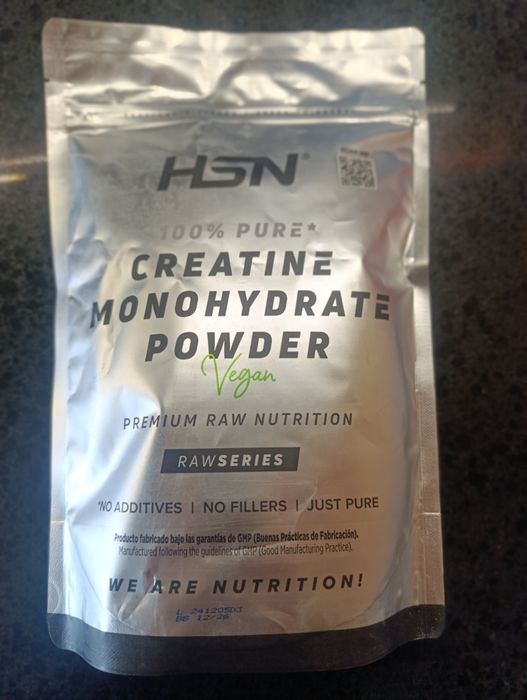 HSN®
100% PURE*
CREATINE
MONOHYDRATE
POWDER
Vegan
PREMIUM RAW NUTRITION
RAWSERIES
*NO ADDITIVES | NO FILLERS | JUST PURE
Producto fabricado bajo las garantías de GMP (Buenas Prácticas de Fabricación).
Manufactured following the guidelines of GMP (Good Manufacturing Practice).
WE ARE NUTRITION!
L 24120503
BB 12/26